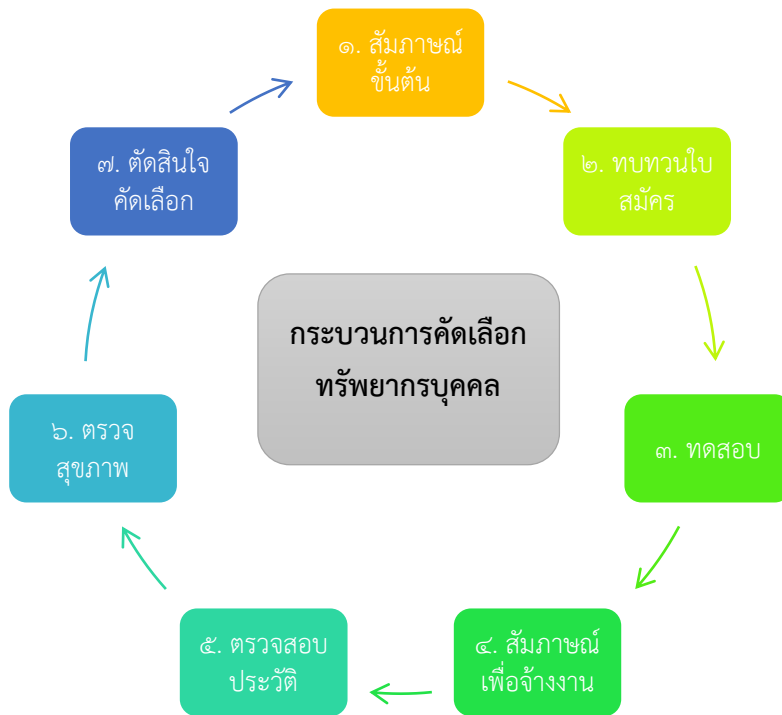 ๑. สัมภาษณ์
ขั้นต้น
๒. ทบทวนใบ
สมัคร
๓. ทดสอบ
๔. สัมภาษณ์
เพื่อจ้างงาน
๕. ตรวจสอบ
ประวัติ
๖. ตรวจ
สุขภาพ
๗. ตัดสินใจ
คัดเลือก
กระบวนการคัดเลือก
ทรัพยากรบุคคล